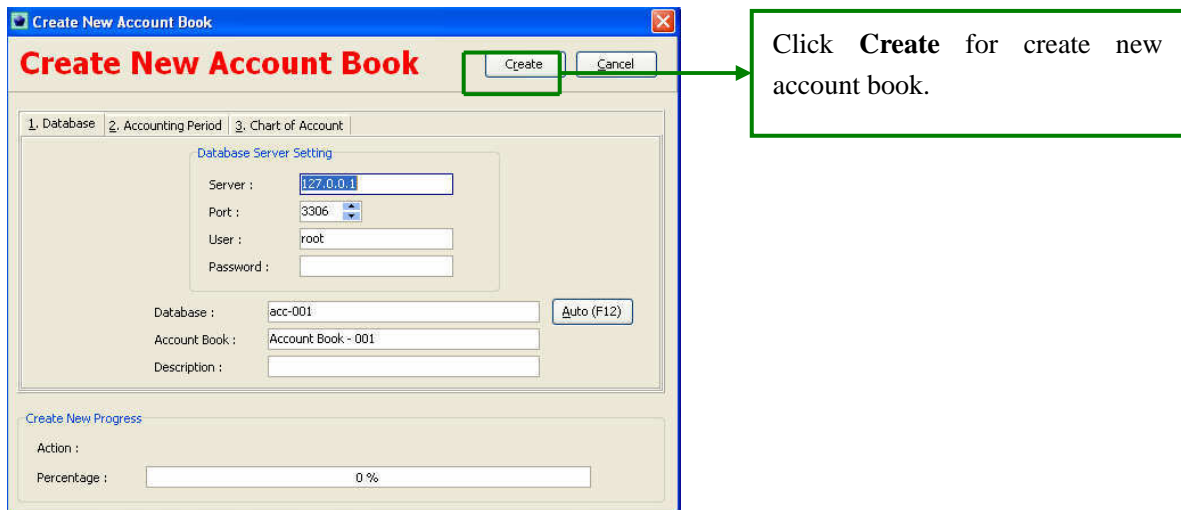 Create New Account Book
Create New Account Book
Create
Cancel
Click Create for create new
account book.
1. Database
2. Accounting Period
3. Chart of Account
Database Server Setting
Server :
127.0.0.1
Port :
3306
User :
root
Password :
Database :
acc-001
Auto (F12)
Account Book :
Account Book - 001
Description :
Create New Progress
Action :
Percentage :
0 %